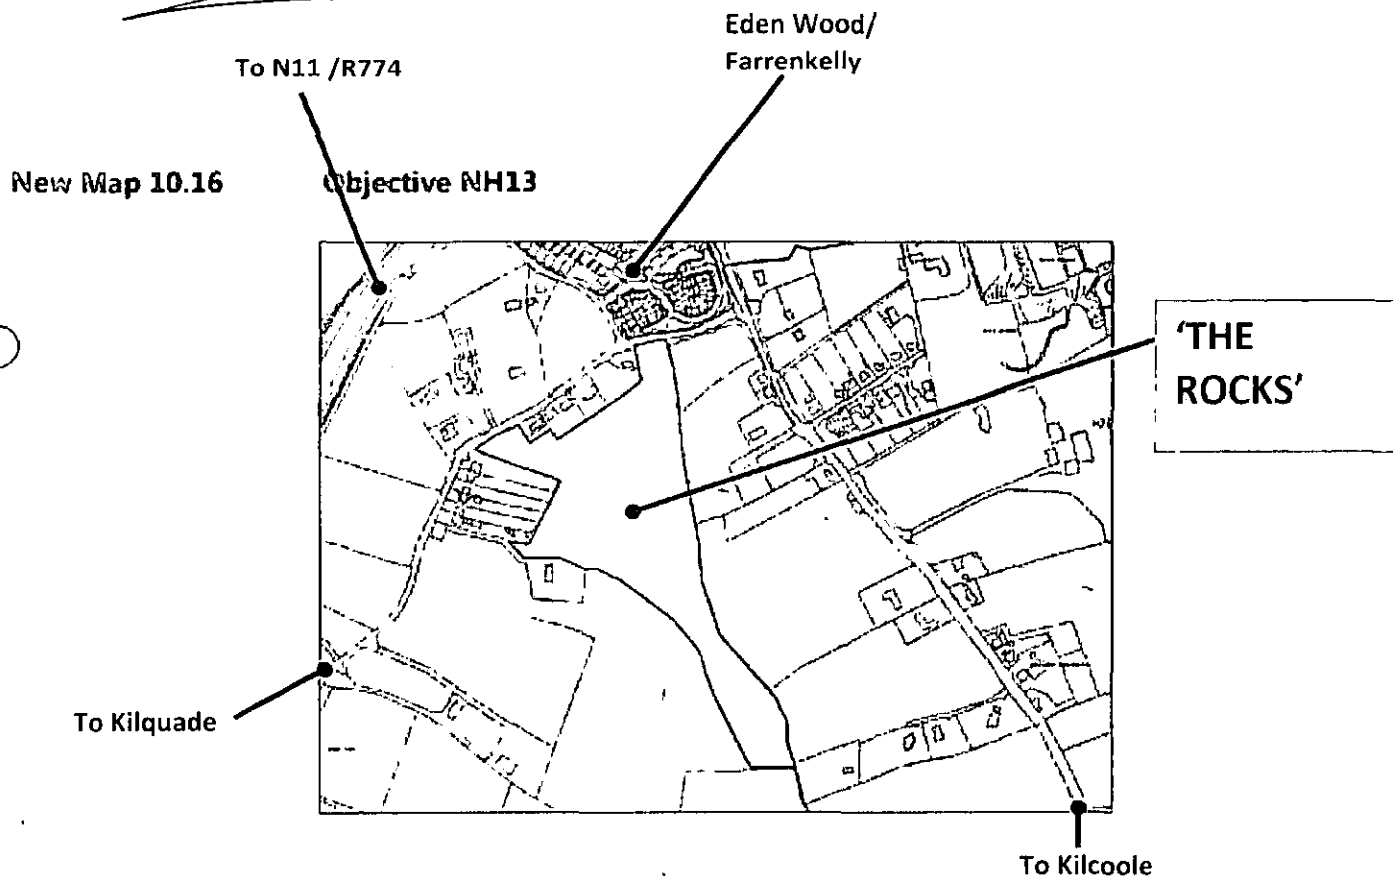 Eden Wood/
Farrenkelly
To N11 /R774
New Map 10.16 Objective NH13
'THE
ROCKS'
To Kilquade
To Kilcoole